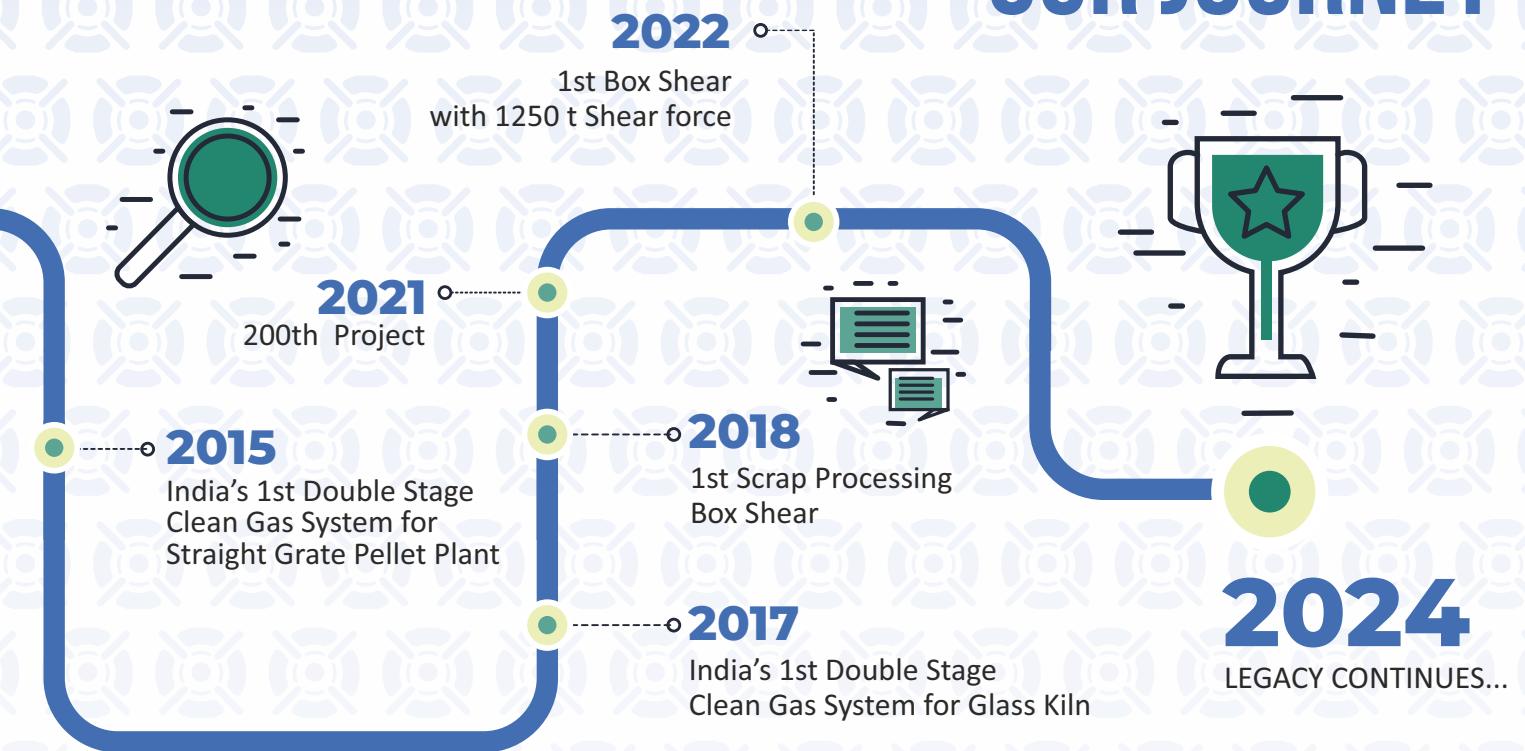 OUR JOURNEY
2022
1st Box Shear
with 1250 t Shear force
2021
200th Project
2015
India's 1st Double Stage
Clean Gas System for
Straight Grate Pellet Plant
2018
1st Scrap Processing
Box Shear
2017
India's 1st Double Stage
Clean Gas System for Glass Kiln
2024
LEGACY CONTINUES...